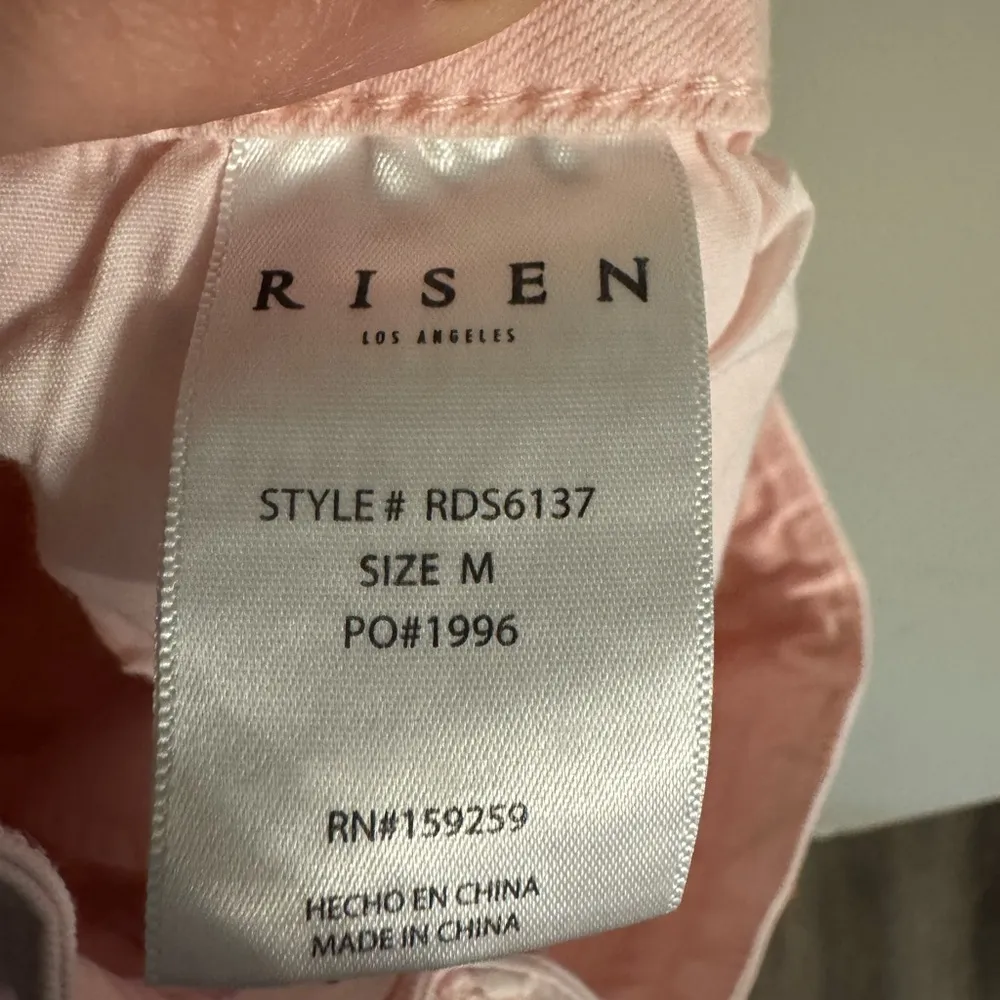 RISEN
LOS ANGELES
STYLE # RDS6137
SIZE M
PO#1996
RN#159259
HECHO EN CHINA
MADE IN CHINA